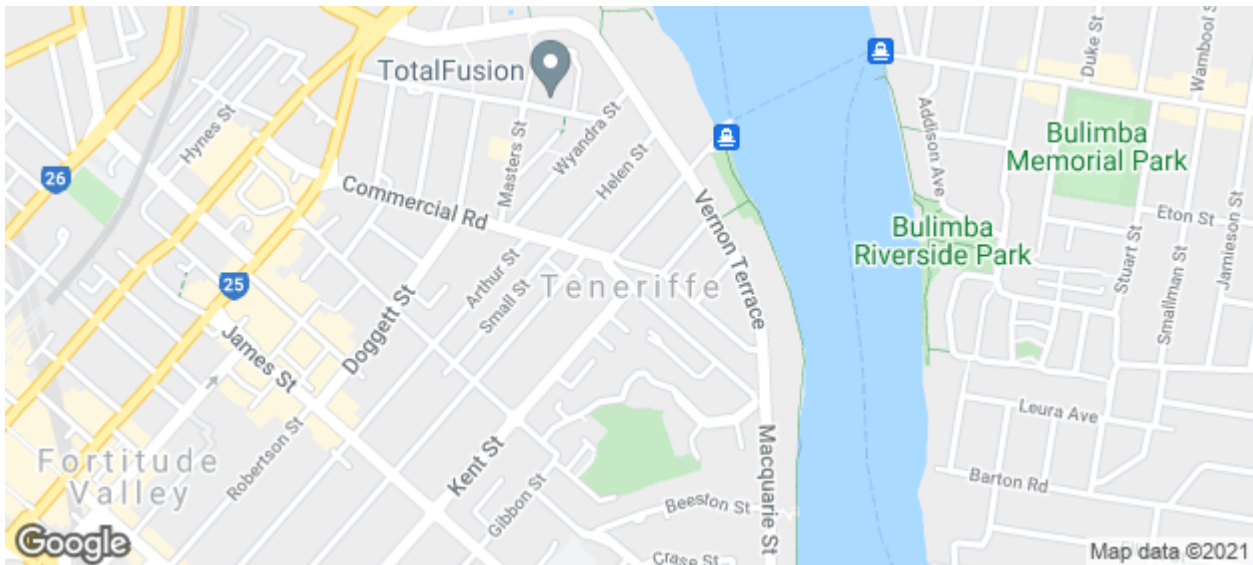 TotalFusion
Duke St
Wambool S
Hynes St
Masters St
Wyandra St
Helen St
Addison Ave
Bulimba
Memorial Park
26
Commercial Rd
Vernon Terrace
Eton St
Bulimba
Riverside Park
25
Arthur St
Small St
Teneriffe
Stuart St
Smallman St
Jamieson St
James St
Doggett St
Leura Ave
Fortitude
Valley
Robertson St
Kent St
Gibbon St
Macquarie St
Barton Rd
Beeston St
Crase St
Google
Map data ©2021